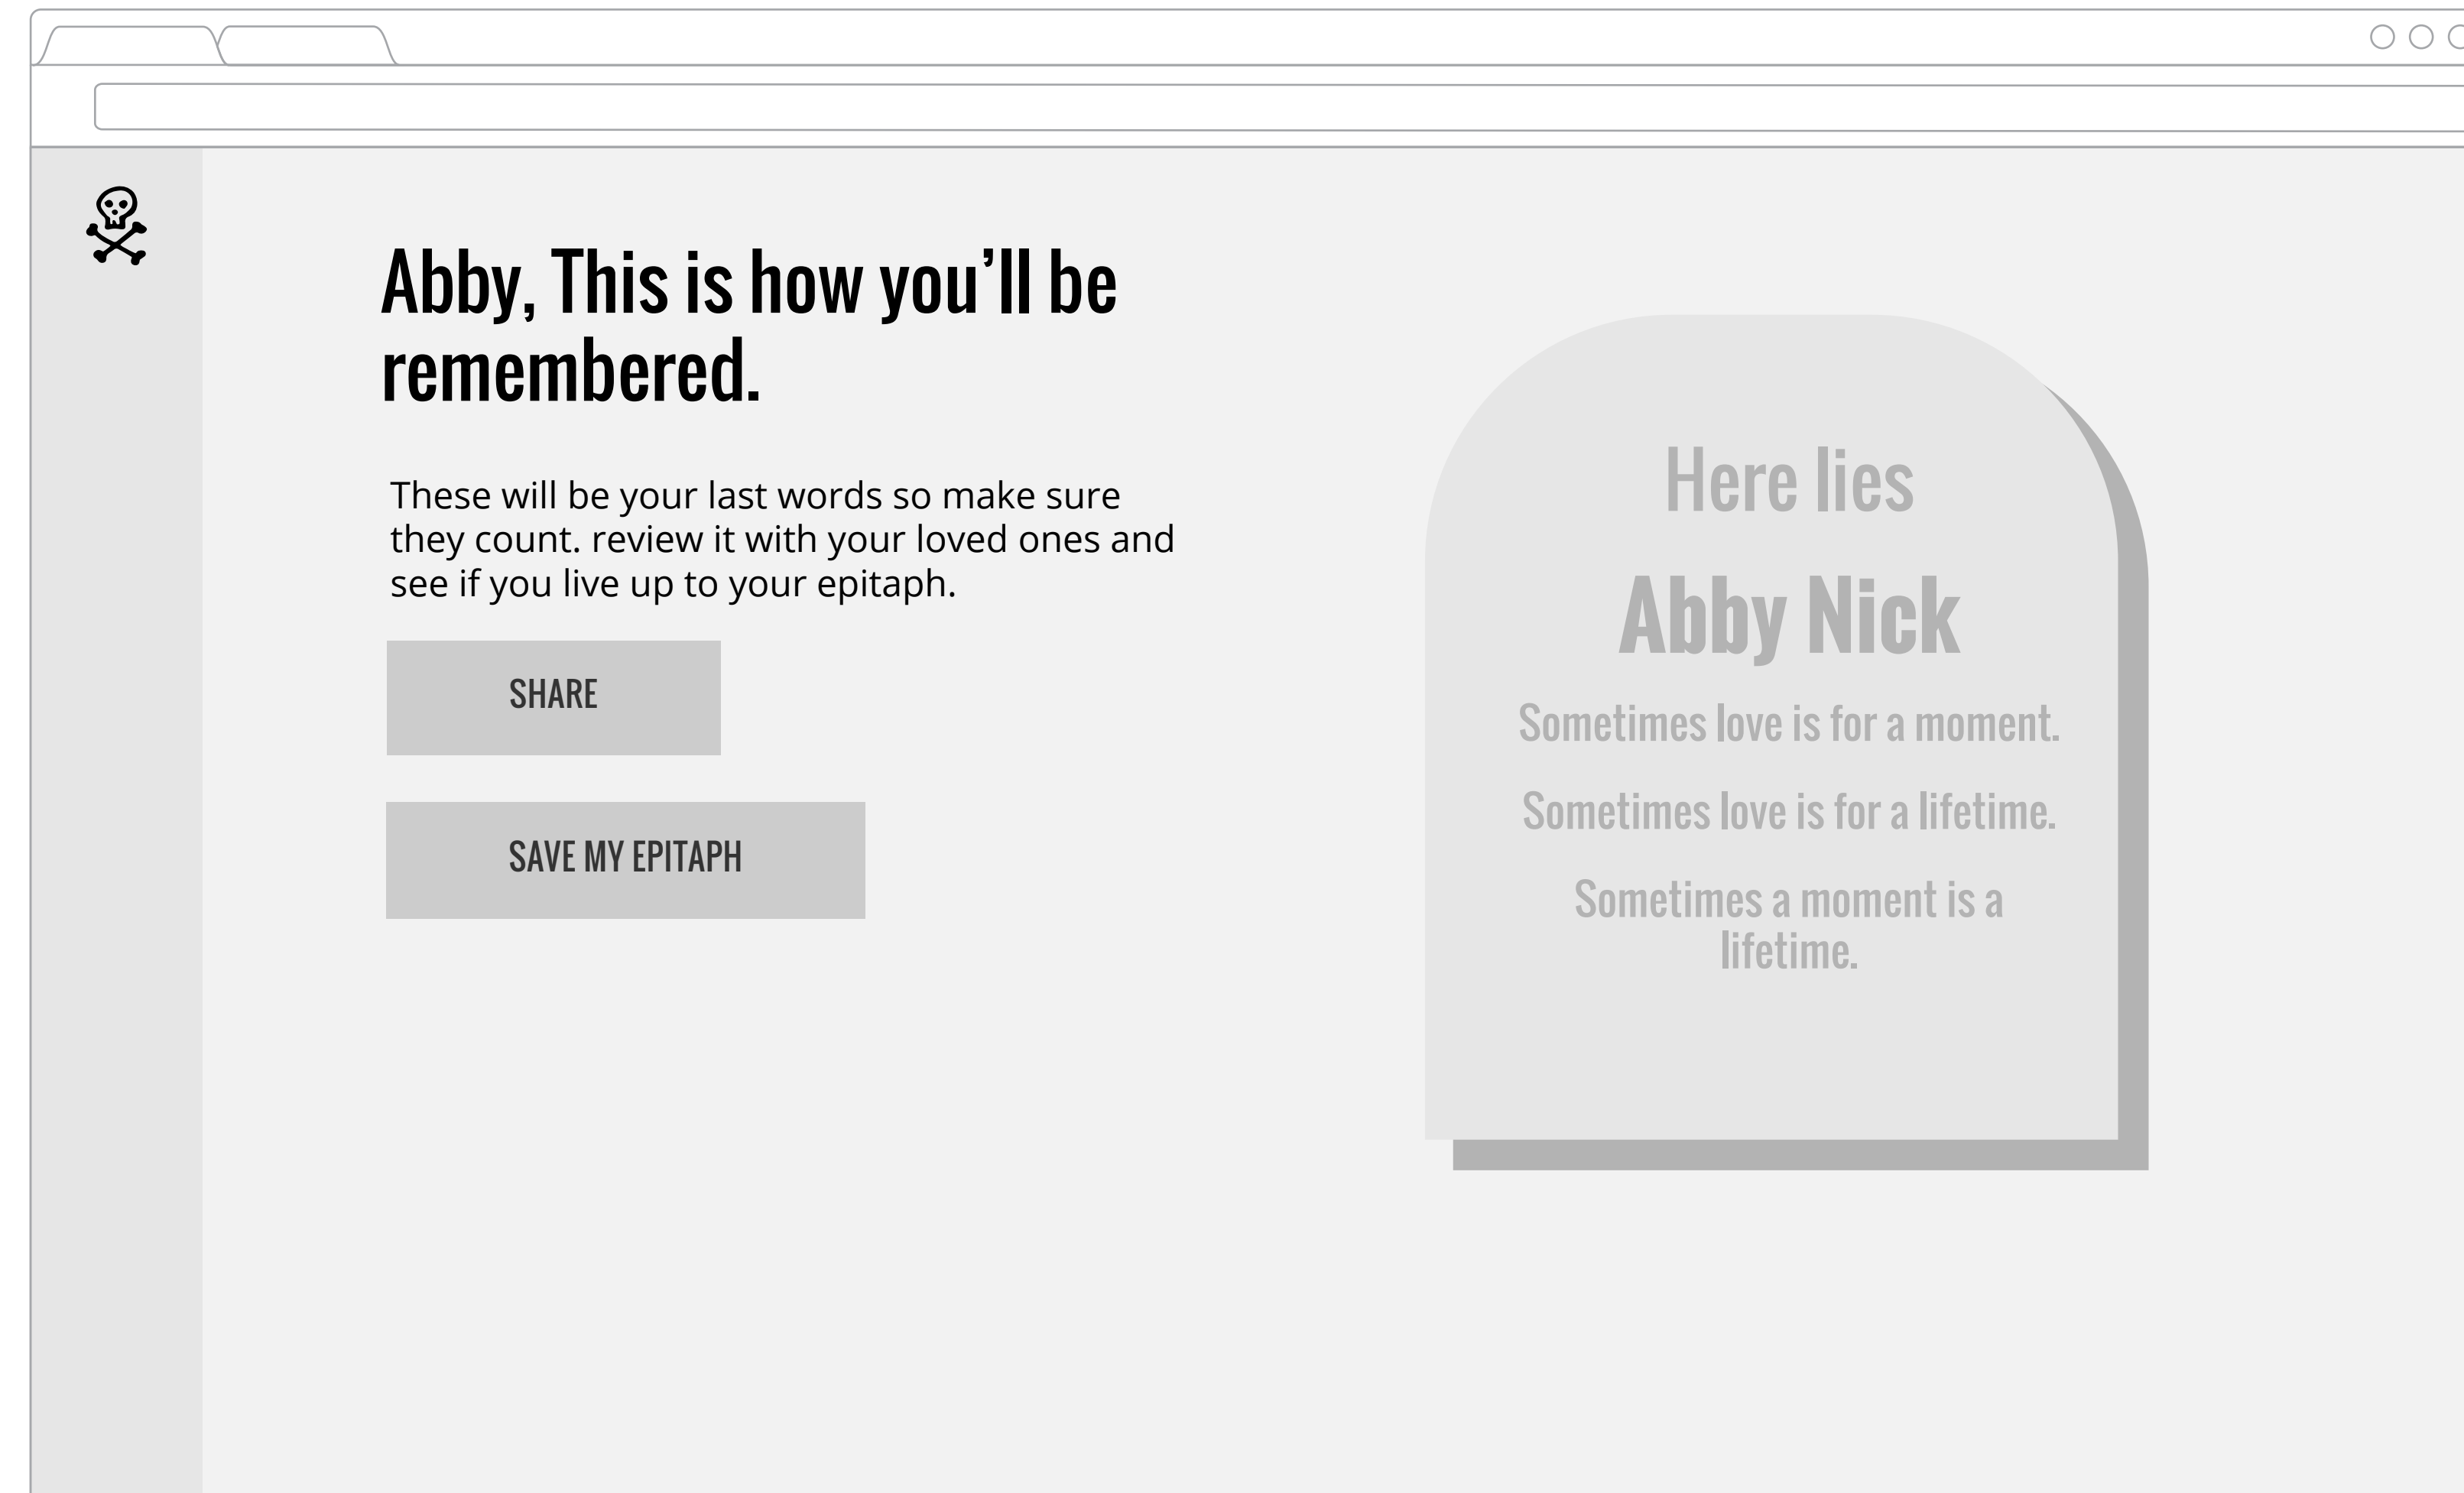 Abby, This is how you’ll be
remembered.
These will be your last words so make sure
they count. review it with your loved ones and
see if you live up to your epitaph.
SHARE
SAVE MY EPITAPH
Here lies
Abby Nick
Sometimes love is for a moment.
Sometimes love is for a lifetime.
Sometimes a moment is a
lifetime.